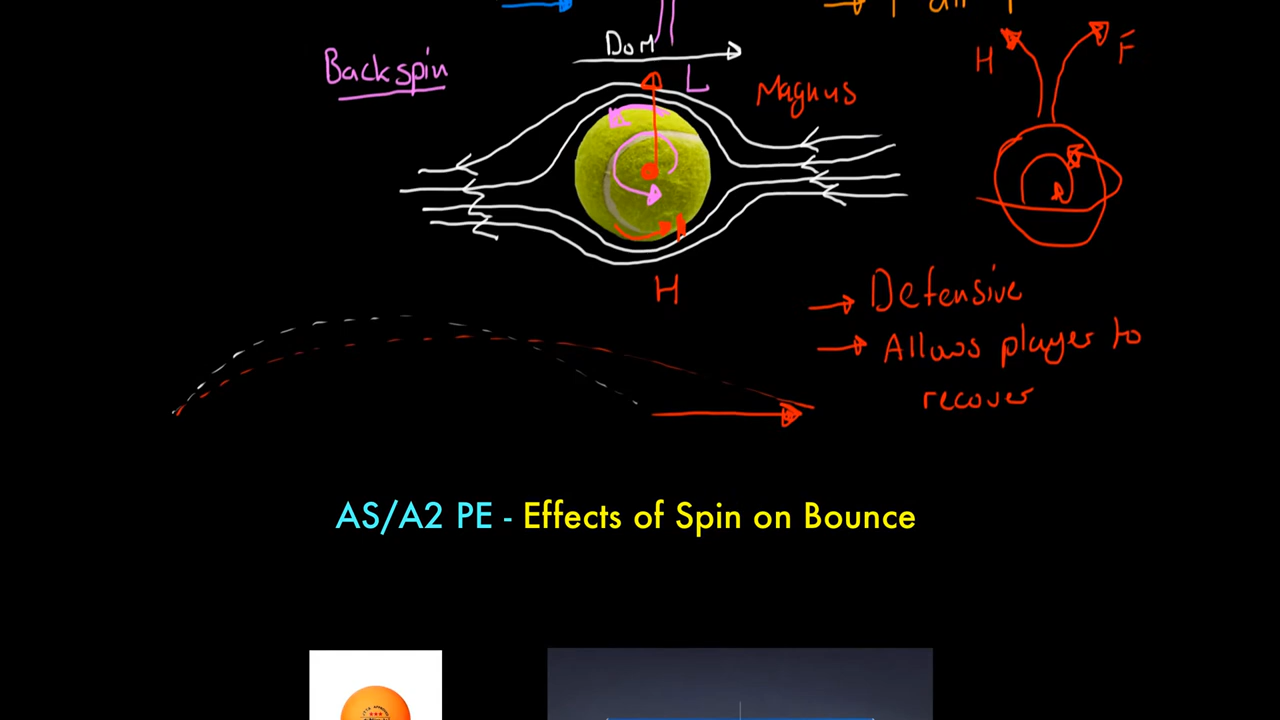 DOM
Backspin
L
Magnus
H
F
H
→ Defensive
→ Allows player to
recover
AS/A2 PE - Effects of Spin on Bounce